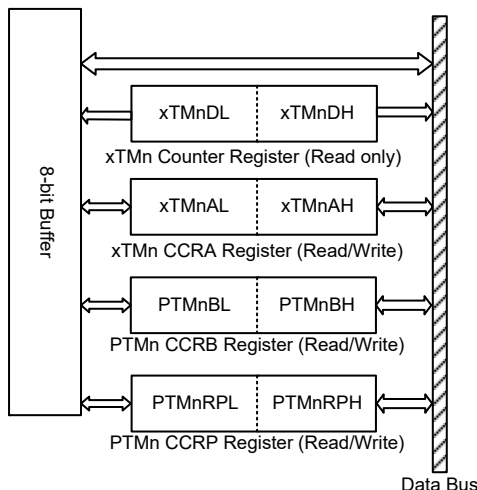 8-bit Buffer
xTMnDL xTMnDH
xTMn Counter Register (Read only)
xTMnAL xTMnAH
xTMn CCRA Register (Read/Write)
PTMnBL PTMnBH
PTMn CCRB Register (Read/Write)
PTMnRPL PTMnRPH
PTMn CCRP Register (Read/Write)
Data Bus